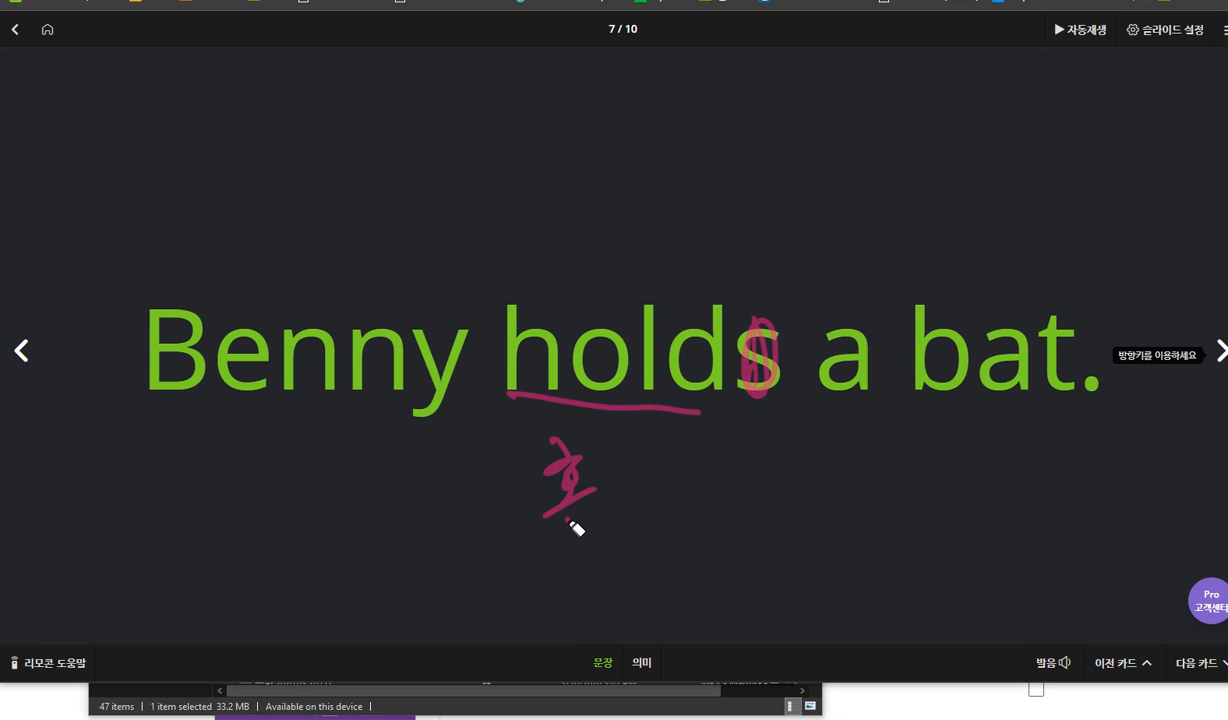 7 / 10
▶ 자동재생
슬라이드 설정
Benny holds a bat.
방향키를 이용하세요
호
Pro
고객센터
리모콘 도움말
문장
의미
발음
이전 카드
다음 카드
47 items
1 item selected 33.2 MB
Available on this device